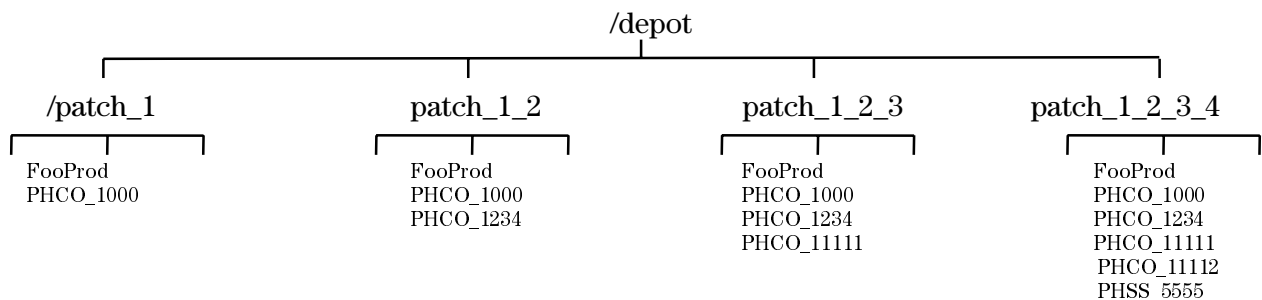 /depot
/patch_1
patch_1_2
patch_1_2_3
patch_1_2_3_4
FooProd
PHCO_1000
FooProd
PHCO_1000
PHCO_1234
FooProd
PHCO_1000
PHCO_1234
PHCO_11111
FooProd
PHCO_1000
PHCO_1234
PHCO_11111
PHCO_11112
PHSS_5555